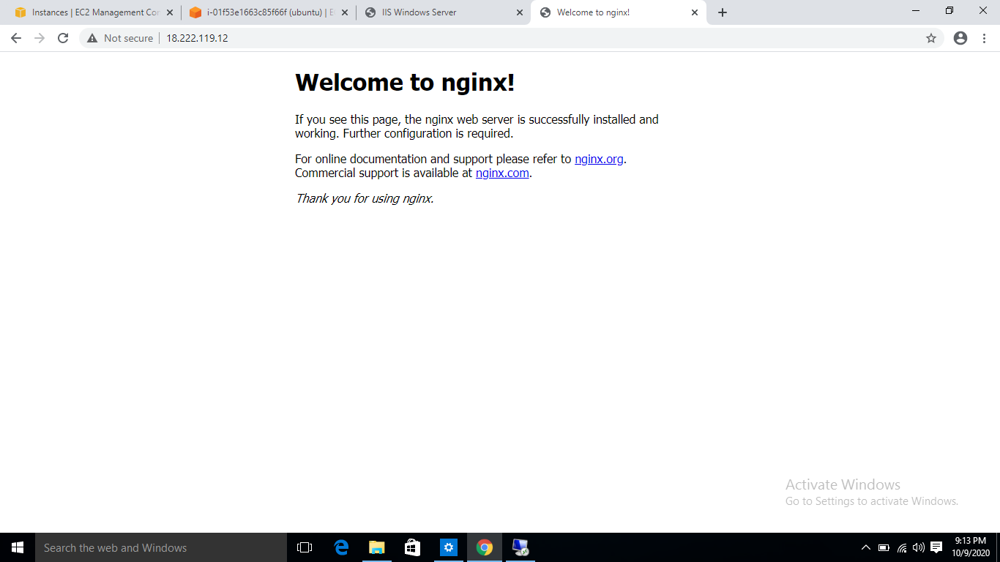 Instances | EC2 Management Con
i-01f53e1663c85f66f (ubuntu) | E
IIS Windows Server
Welcome to nginx!
Not secure | 18.222.119.12
Welcome to nginx!
If you see this page, the nginx web server is successfully installed and
working. Further configuration is required.
For online documentation and support please refer to nginx.org.
Commercial support is available at nginx.com.
Thank you for using nginx.
Activate Windows
Go to Settings to activate Windows.
Search the web and Windows
9:13 PM
10/9/2020